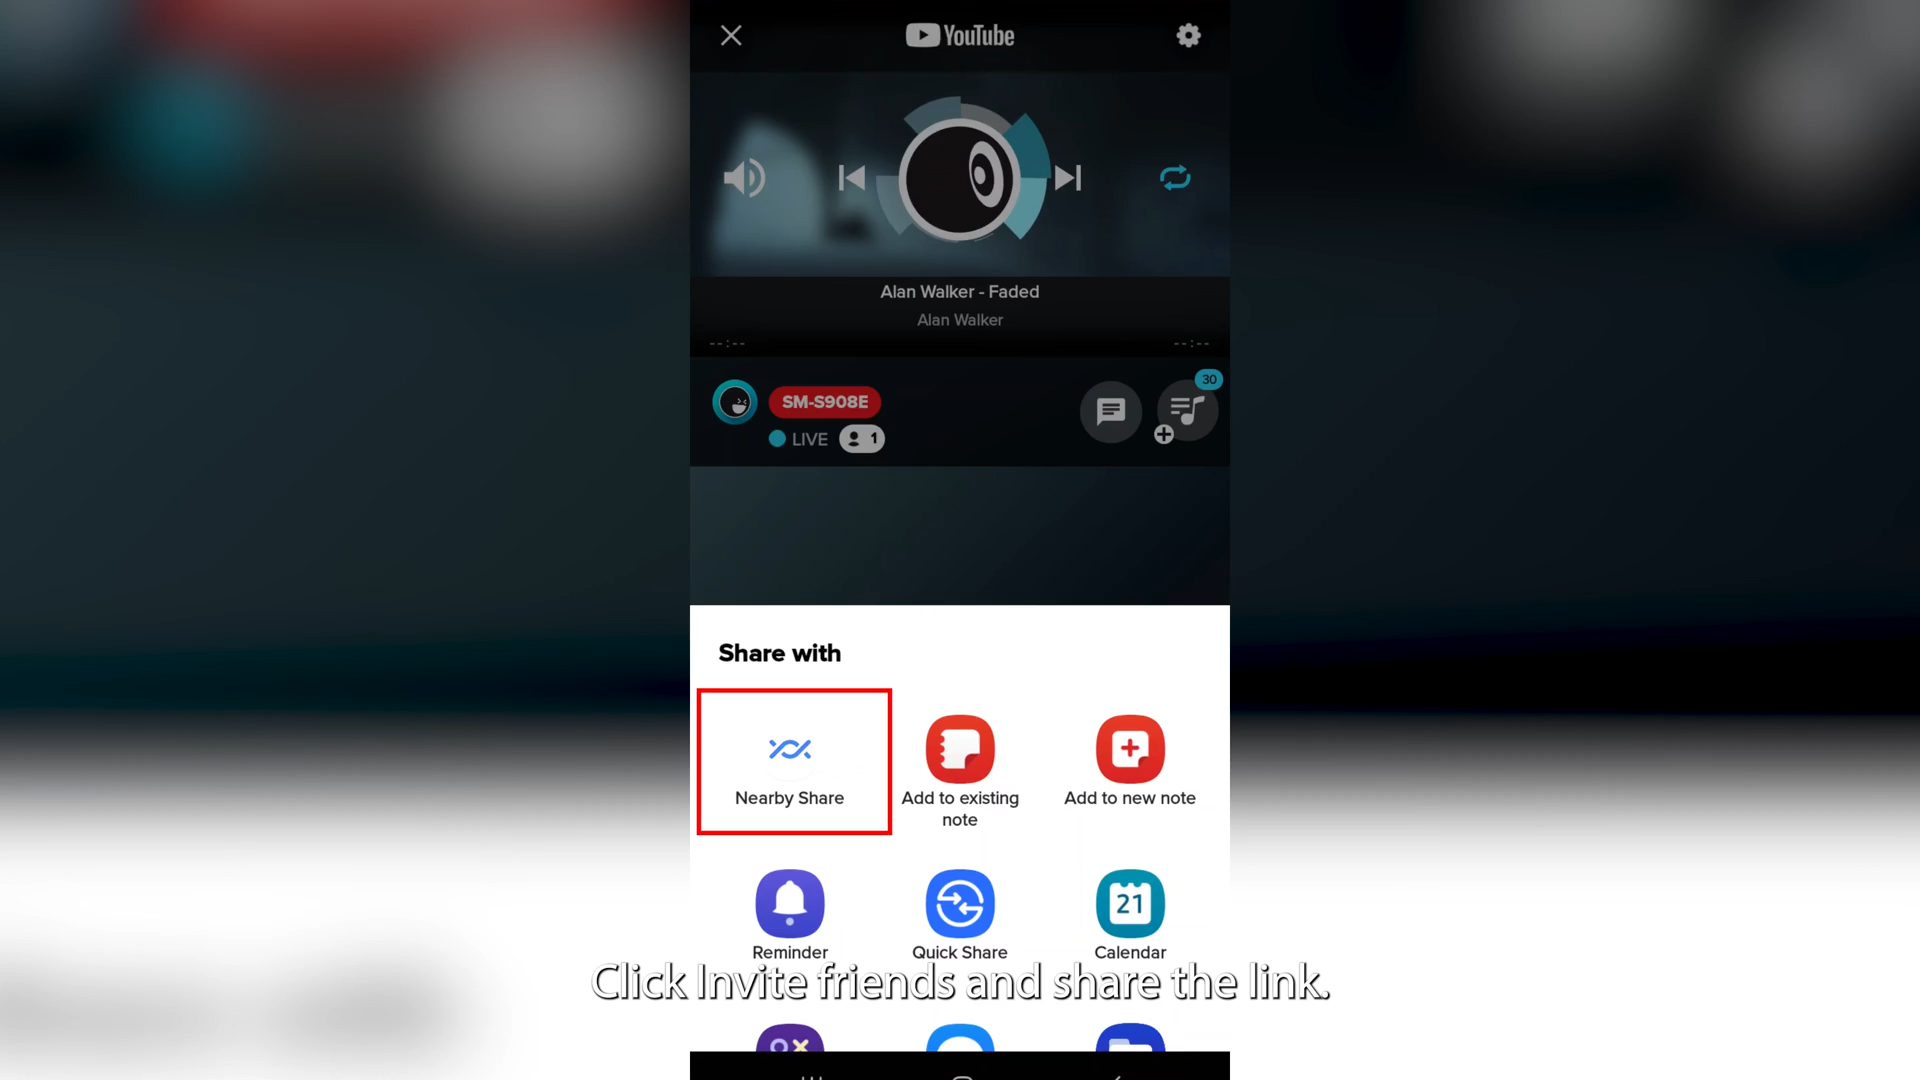 YouTube
Alan Walker - Faded
Alan Walker
--:-- --:--
30
SM-S908E
LIVE 1
Share with
Nearby Share
Add to existing
note
Add to new note
21
Reminder
Quick Share
Calendar
Click Invite friends and share the link.